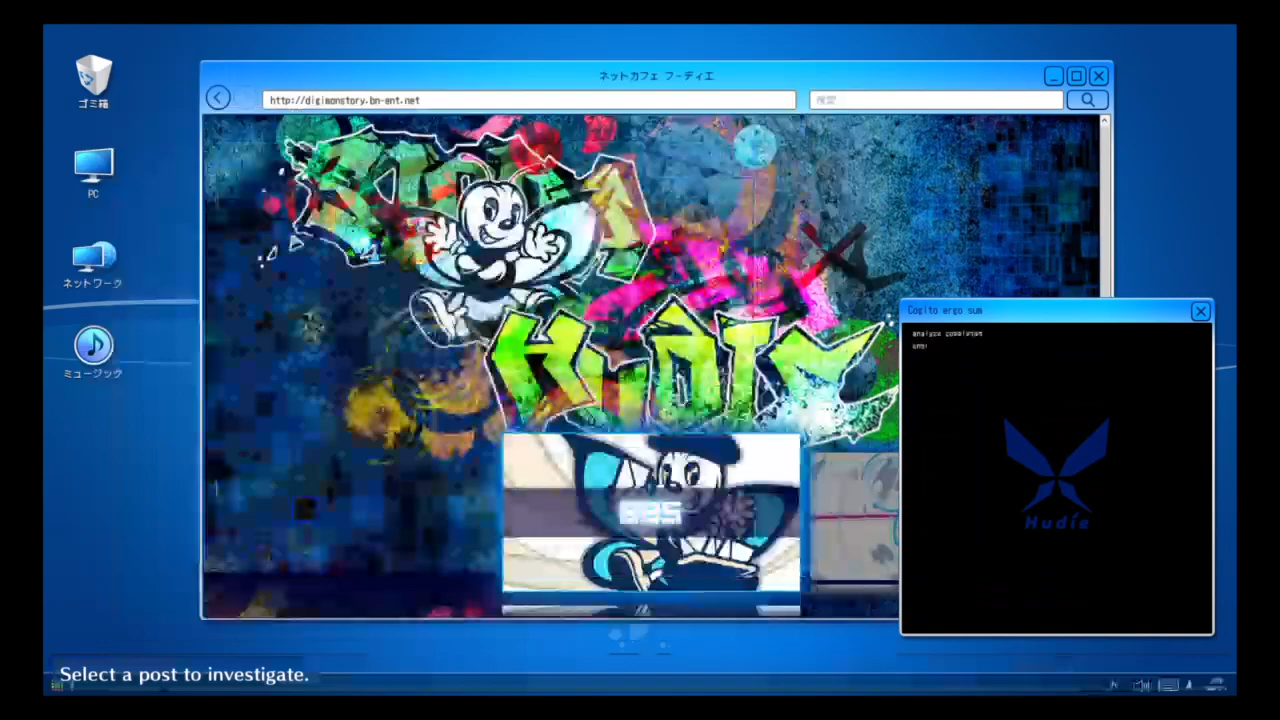 ゴミ箱
PC
ネットワーク
ミュージック
ネットカフェ フーディエ
http://digimonstory.bn-ent.net
検索
Hudie
BBS
Cogito ergo sum
Hudie
Select a post to investigate.